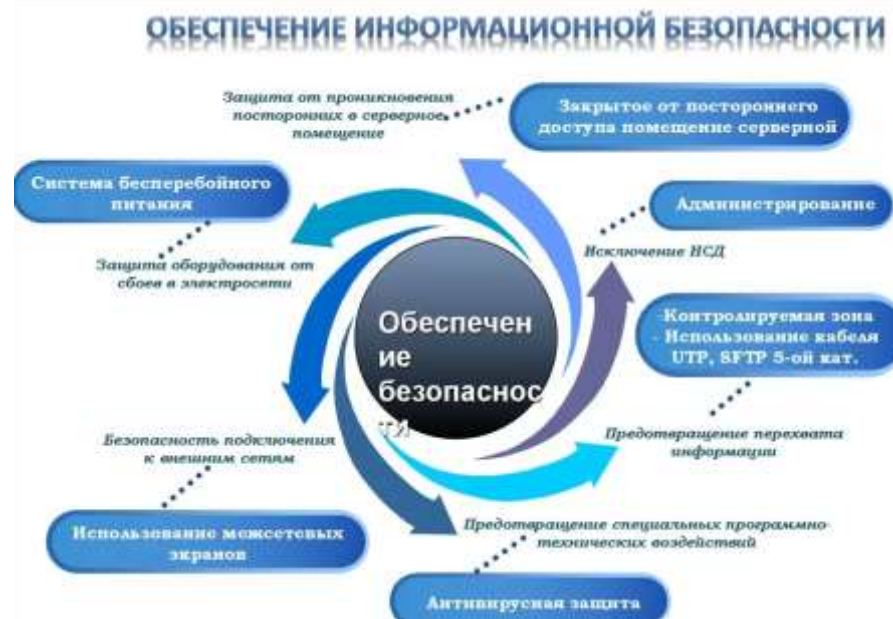 ОБЕСПЕЧЕНИЕ ИНФОРМАЦИОННОЙ БЕЗОПАСНОСТИ
Защита от проникновения
посторонних в серверное
помещение
Закрытое от постороннего
доступа помещение серверной
Система бесперебойного
питания
Защита оборудования от
сбоев в электросети
Администрирование
Исключение НСД
-Контролируемая зона
- Использование кабеля
UTP, SFTP 5-ой кат.
Предотвращение перехвата
информации
Обеспечен
ие
безопаснос
ти
Безопасность подключения
к внешним сетям
Использование межсетевых
экранов
Предотвращение специальных программно-
технических воздействий
Антивирусная защита